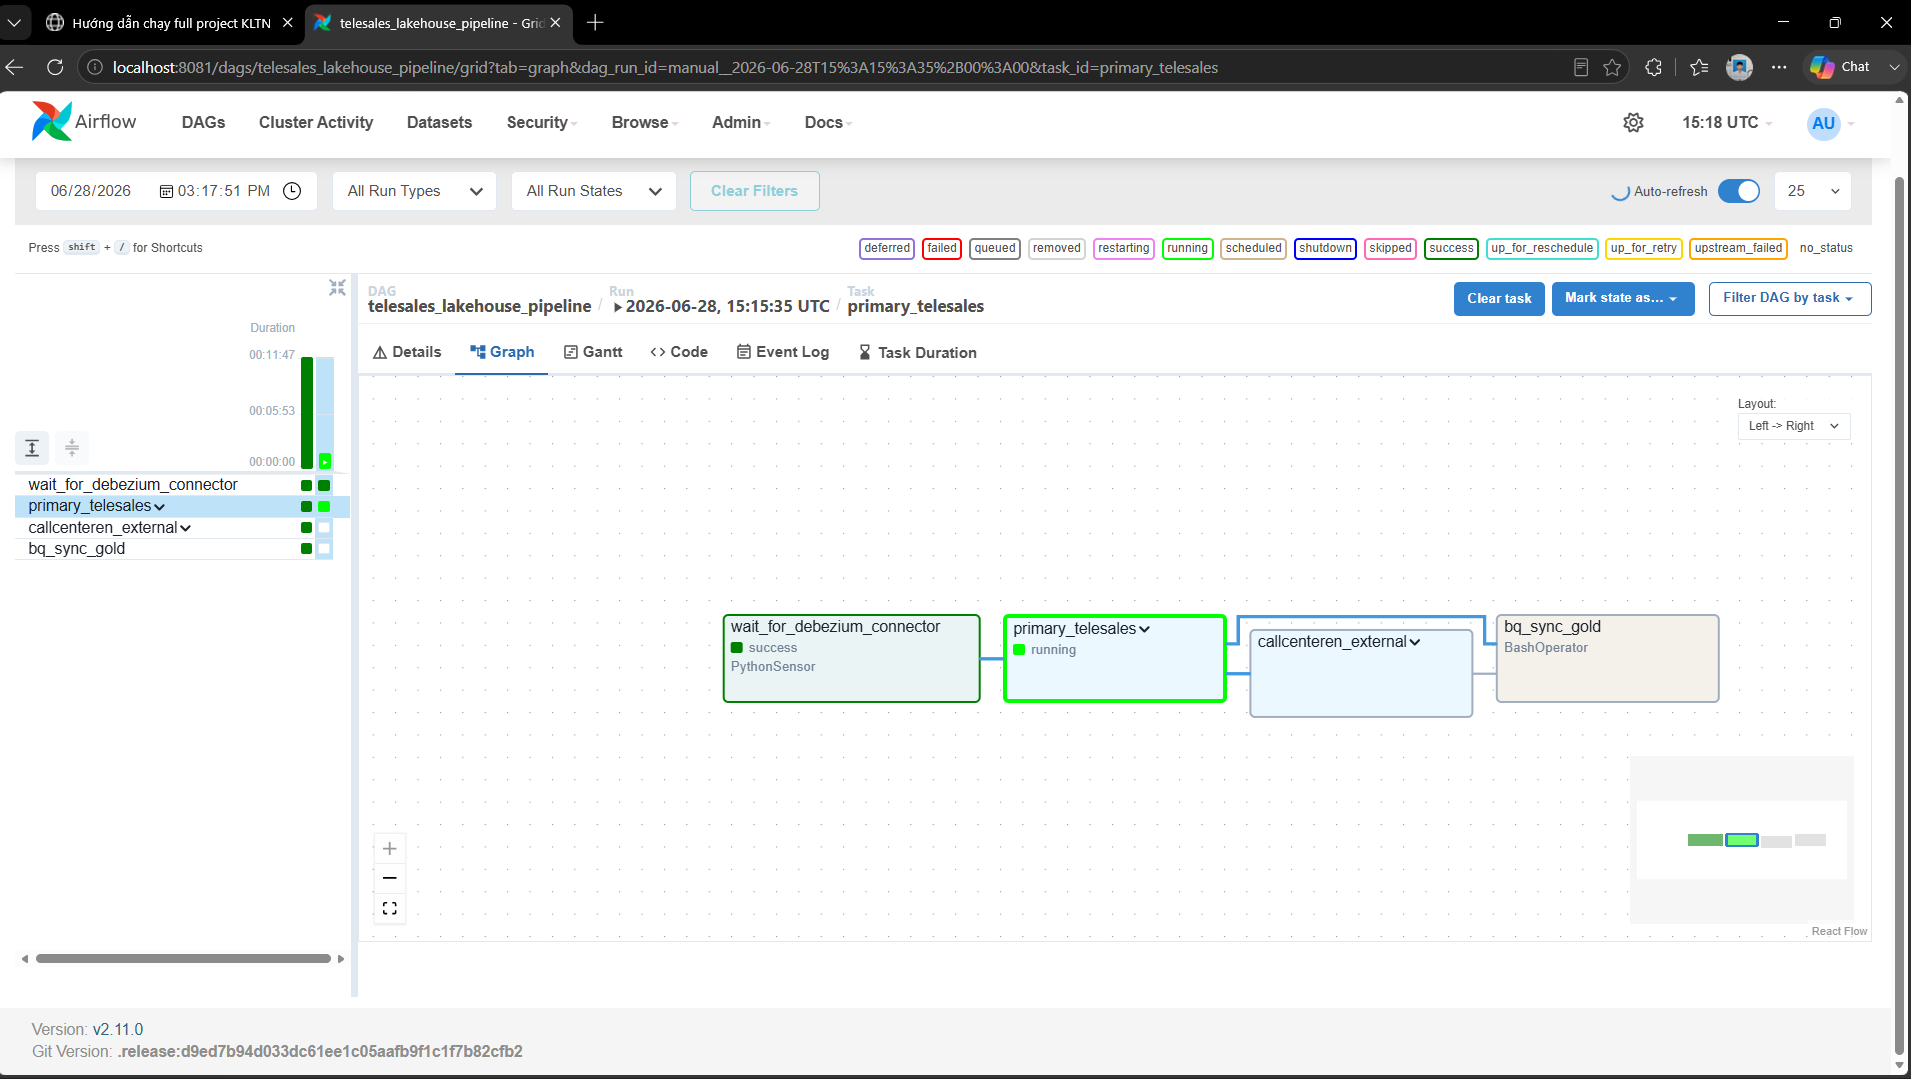 Hướng dẫn chạy full project KLTN
telesales_lakehouse_pipeline - Grid
localhost:8081/dags/telesales_lakehouse_pipeline/grid?tab=graph&dag_run_id=manual__2026-06-28T15%3A15%3A35%2B00%3A00&task_id=primary_telesales
Chat
Airflow
DAGs
Cluster Activity
Datasets
Security
Browse
Admin
Docs
15:18 UTC
AU
06/28/2026 03:17:51 PM
All Run Types
All Run States
Clear Filters
Auto-refresh
25
Press shift + / for Shortcuts
deferred
failed
queued
removed
restarting
running
scheduled
shutdown
skipped
success
up_for_reschedule
up_for_retry
upstream_failed
no_status
Duration
00:11:47
00:05:53
00:00:00
wait_for_debezium_connector
primary_telesales
callcenteren_external
bq_sync_gold
DAG
telesales_lakehouse_pipeline
/
Run
2026-06-28, 15:15:35 UTC
/
Task
primary_telesales
Clear task
Mark state as...
Filter DAG by task
Details
Graph
Gantt
Code
Event Log
Task Duration
Layout:
Left -> Right
wait_for_debezium_connector
success
PythonSensor
primary_telesales
running
callcenteren_external
bq_sync_gold
BashOperator
React Flow
Version: v2.11.0
Git Version: .release:d9ed7b94d033dc61ee1c05aafb9f1c1f7b82cfb2